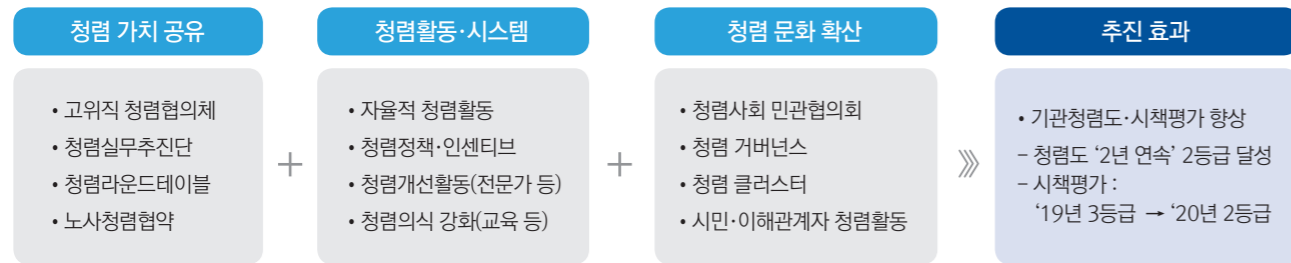 청렴 가치 공유
• 고위직 청렴협의체
• 청렴실무추진단
• 청렴라운드테이블
• 노사청렴협약
+
청렴활동·시스템
• 자율적 청렴활동
• 청렴정책·인센티브
• 청렴개선활동(전문가 등)
• 청렴의식 강화(교육 등)
+
청렴 문화 확산
• 청렴사회 민관협의회
• 청렴 거버넌스
• 청렴 클러스터
• 시민·이해관계자 청렴활동
추진 효과
• 기관청렴도·시책평가 향상
– 청렴도 ‘2년 연속’ 2등급 달성
– 시책평가 :
‘19년 3등급 → ‘20년 2등급